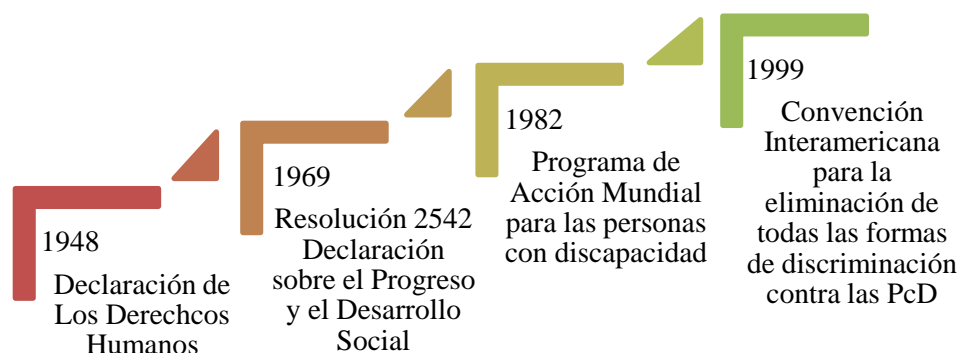 1948
Declaración de
Los Derechcos
Humanos
1969
Resolución 2542
Declaración
sobre el Progreso
y el Desarrollo
Social
1982
Programa de
Acción Mundial
para las personas
con discapacidad
1999
Convención
Interamericana
para la
eliminación de
todas las formas
de discriminación
contra las PcD